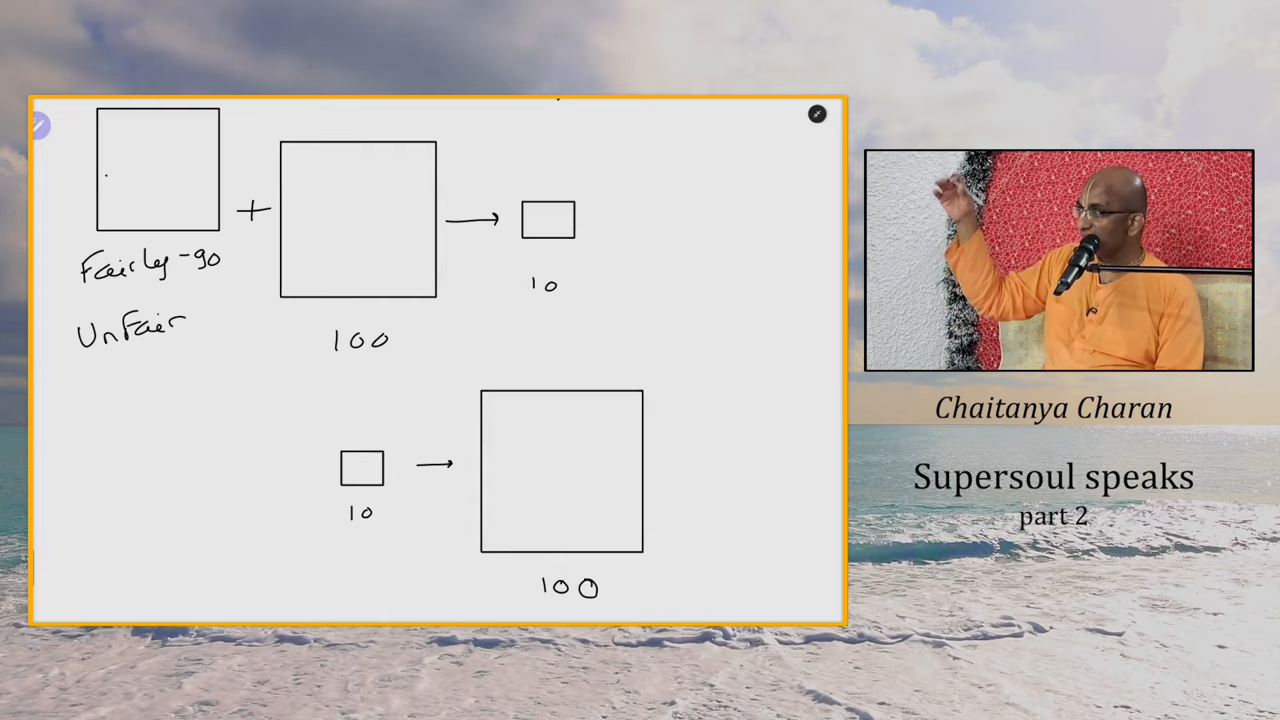 Fairly - 90
UnFair
100
10
10
100
Chaitanya Charan
Supersoul speaks
part 2